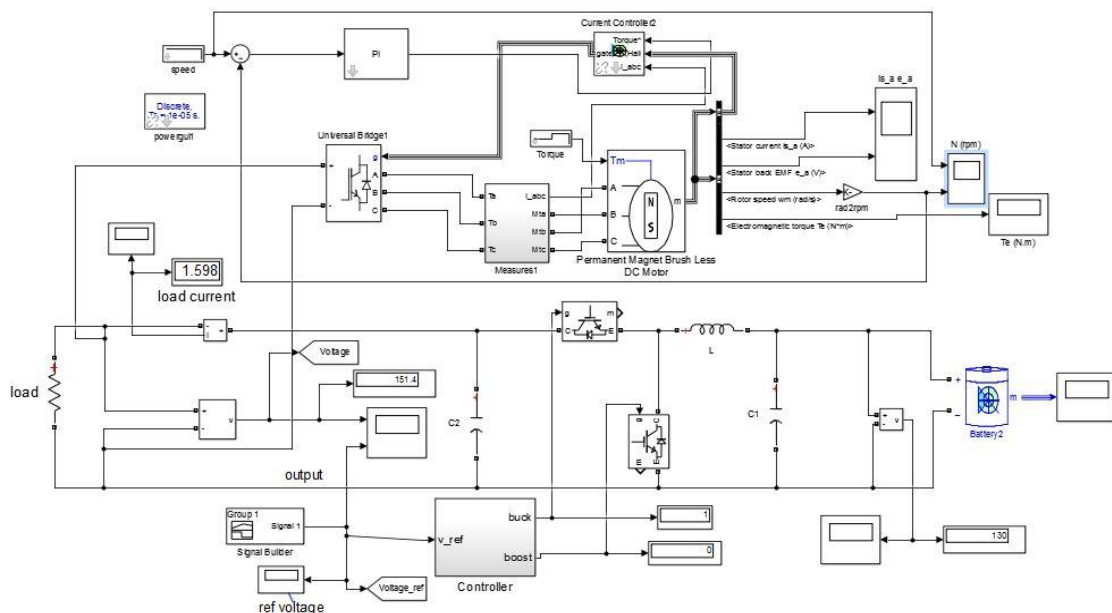 Current Controller2
Torque*
gates Hall
I_abc
speed
PI
Discrete,
powergui1
Universal Bridge1
g
+
A
B
-
C
Ta
Tb
Tc
I_abc
Mta
Mtb
Mtc
Measures1
Torque
Tm
A
B
C
N
S
m
Permanent Magnet Brush Less
DC Motor
<Stator current is_a (A)>
<Stator back EMF e_a (V)>
<Rotor speed wm (rad/s)>
<Electromagnetic torque Te (N*m)>
Is_a e_a
N (rpm)
rad2rpm
Te (N.m)
1.598
load current
load
Voltage
151.4
+
-
v
output
C2
g
m
C
E
g
C
m
E
L
C1
+
-
v
+
-
m
Battery2
Group 1
Signal 1
Signal Builder
ref voltage
Voltage_ref
v_ref
buck
boost
Controller
1
0
130